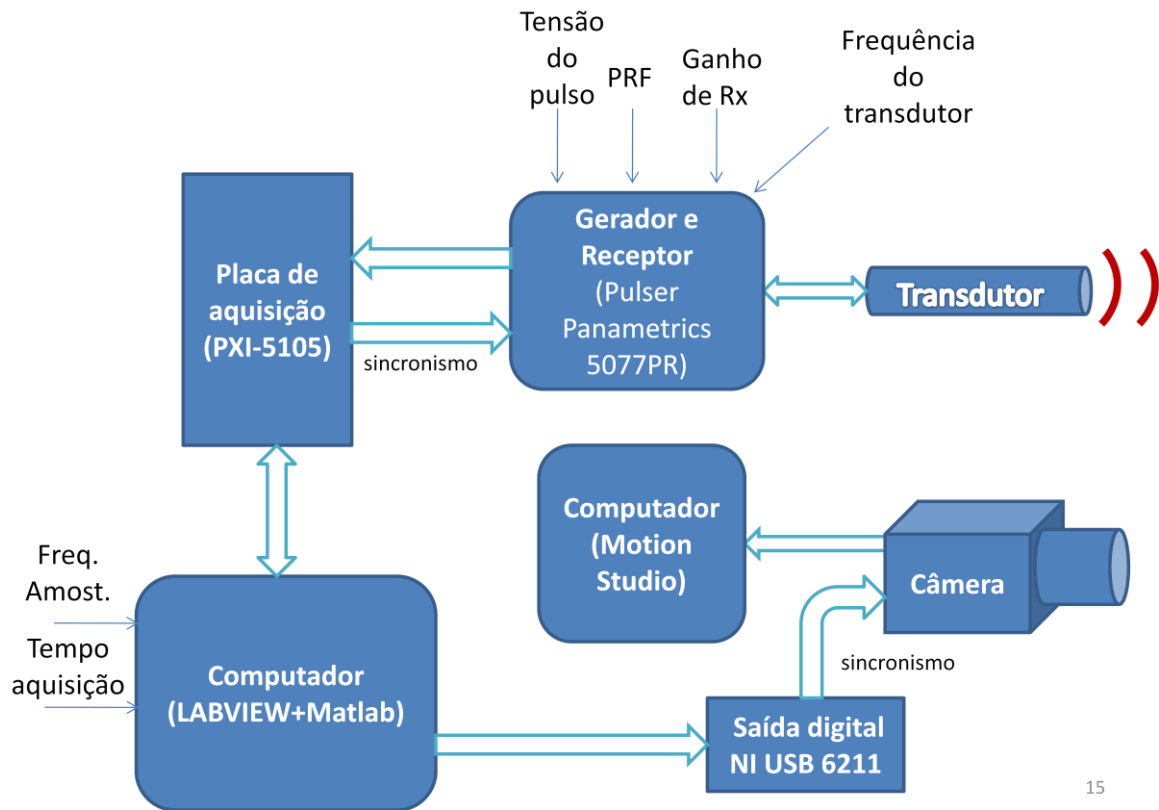 Tensão
do
pulso
PRF
Ganho
de Rx
Frequência
do
transdutor
Placa de
aquisição
(PXI-5105)
sincronismo
Gerador e
Receptor
(Pulser
Panametrics
5077PR)
Transdutor
Computador
(Motion
Studio)
Câmera
sincronismo
Freq.
Amost.
Tempo
aquisição
Computador
(LABVIEW+Matlab)
Saída digital
NI USB 6211
15